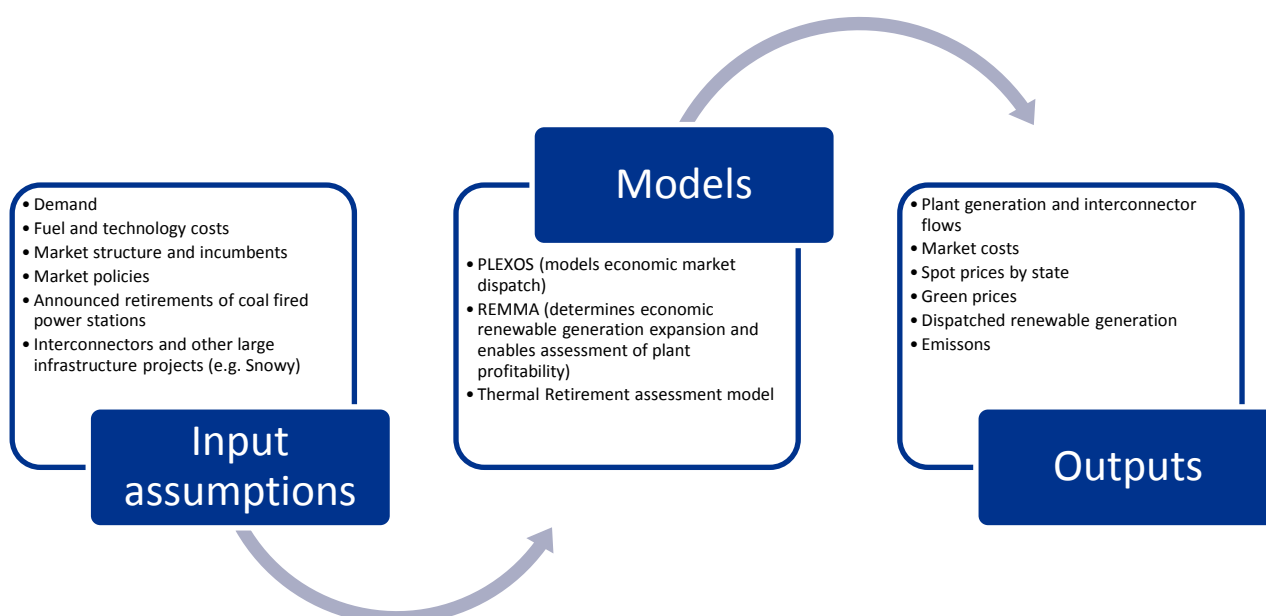 • Demand
• Fuel and technology costs
• Market structure and incumbents
• Market policies
• Announced retirements of coal fired
power stations
• Interconnectors and other large
infrastructure projects (e.g. Snowy)
Input
assumptions
Models
• PLEXOS (models economic market
dispatch)
• REMMA (determines economic
renewable generation expansion and
enables assessment of plant
profitability)
• Thermal Retirement assessment model
• Plant generation and interconnector
flows
• Market costs
• Spot prices by state
• Green prices
• Dispatched renewable generation
• Emissons
Outputs